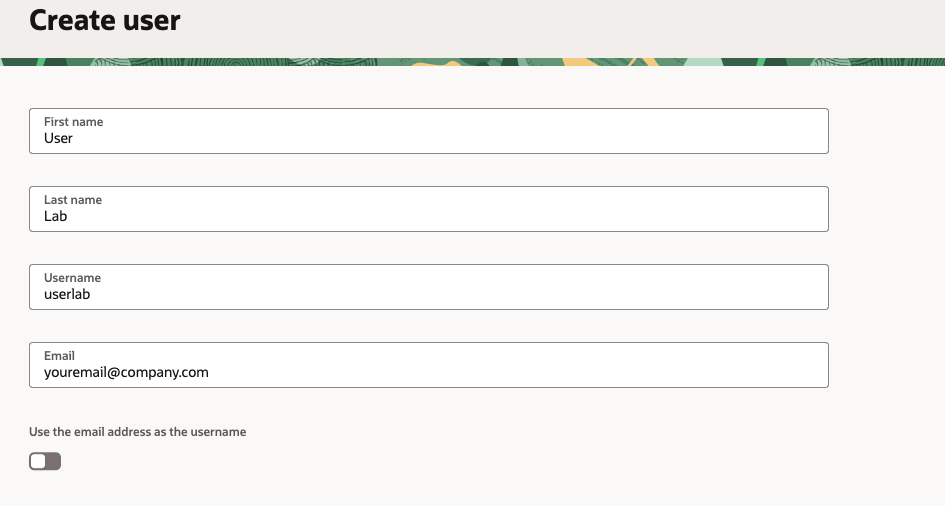 Create user
First name
User
Last name
Lab
Username
userlab
Email
youremail@company.com
Use the email address as the username